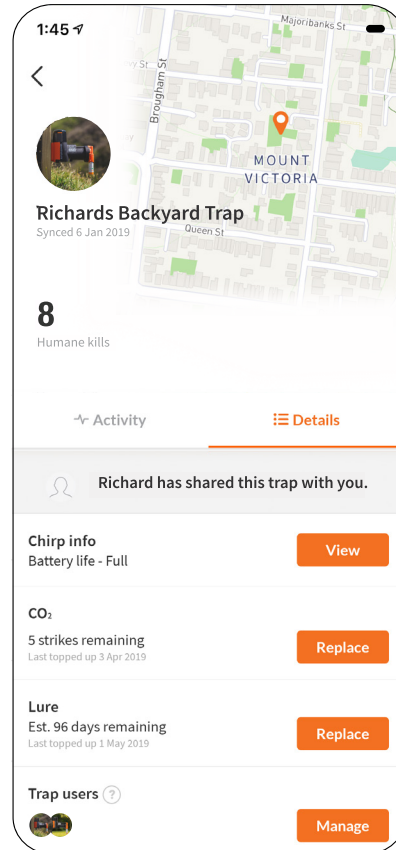 1:45
Majoribanks St
vy St
Brougham St
MOUNT
VICTORIA
Richards Backyard Trap
Synced 6 Jan 2019
Queen St
8
Humane kills
Activity
Details
Richard has shared this trap with you.
Chirp info
Battery life - Full
View
CO₂
5 strikes remaining
Last topped up 3 Apr 2019
Replace
Lure
Est. 96 days remaining
Last topped up 1 May 2019
Replace
Trap users ?
Manage